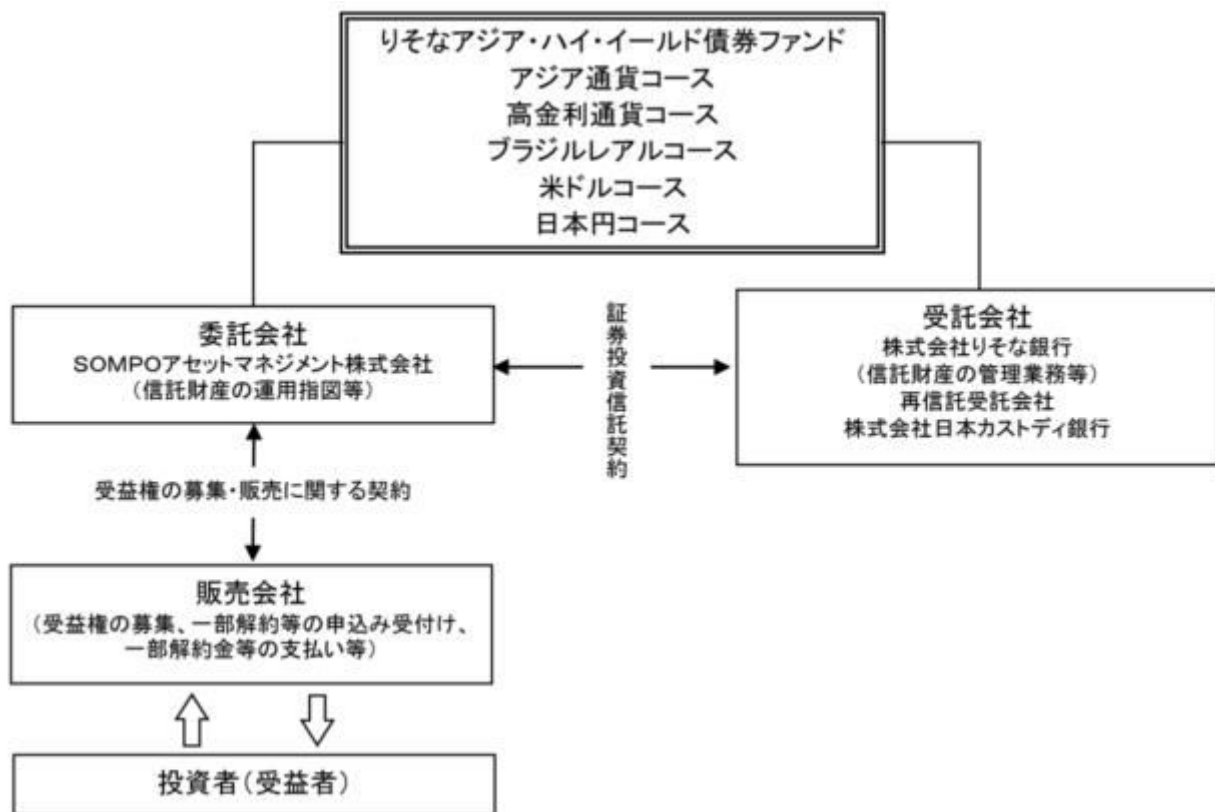 りそなアジア・ハイ・イールド債券ファンド
アジア通貨コース
高金利通貨コース
ブラジルレアルコース
米ドルコース
日本円コース
委託会社
SOMPOアセットマネジメント株式会社
(信託財産の運用指図等)
証券投資信託契約
受託会社
株式会社りそな銀行
(信託財産の管理業務等)
再信託受託会社
株式会社日本カストディ銀行
受益権の募集・販売に関する契約
販売会社
(受益権の募集、一部解約等の申込み受付け、
一部解約金等の支払い等)
投資者(受益者)